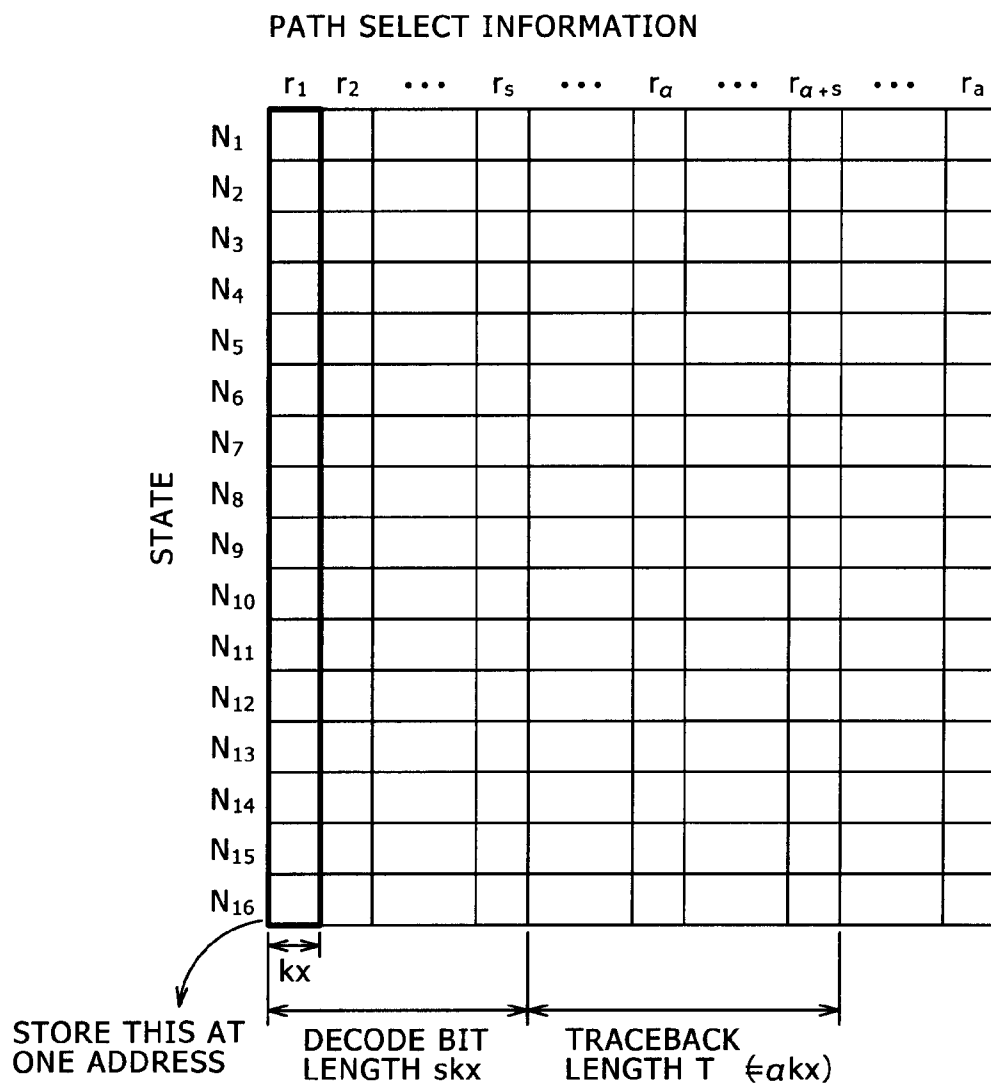 PATH SELECT INFORMATION
r₁ r₂ ••• rₛ ••• rα ••• rα+s ••• rₐ
STATE
N₁
N₂
N₃
N₄
N₅
N₆
N₇
N₈
N₉
N₁₀
N₁₁
N₁₂
N₁₃
N₁₄
N₁₅
N₁₆
kx
STORE THIS AT
ONE ADDRESS
DECODE BIT
LENGTH skx
TRACEBACK
LENGTH T (≒αkx)